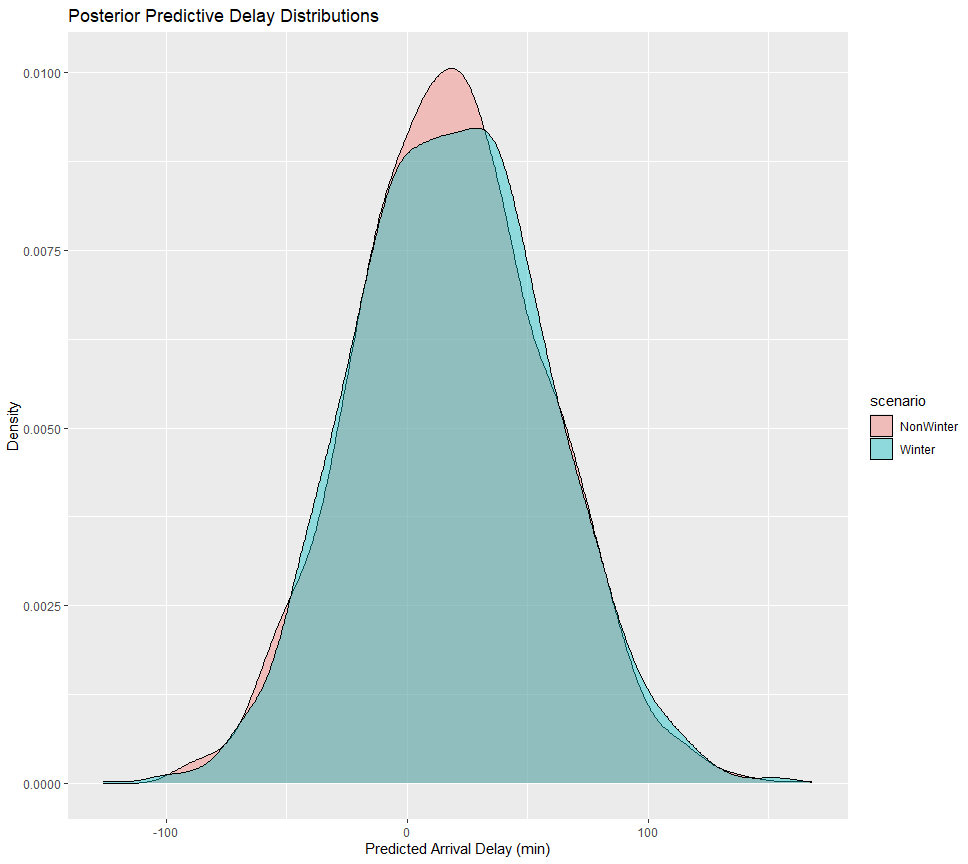 Posterior Predictive Delay Distributions
0.0100
0.0075
0.0050
0.0025
0.0000
Density
-100
0
100
Predicted Arrival Delay (min)
scenario
NonWinter
Winter